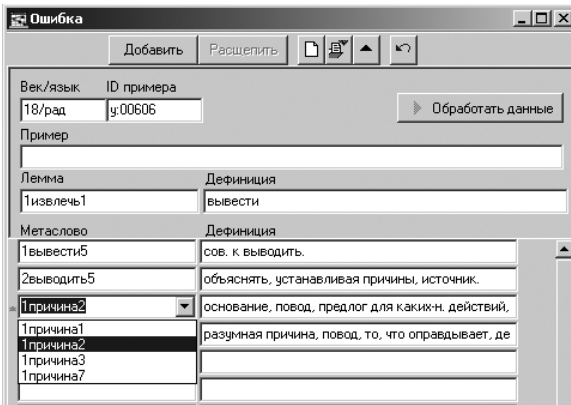 Ошибка
Добавить Расщепить
Век/язык ID примера
18/рад y:00606
Обработать данные
Пример
Лемма Дефиниция
1извлечь1 вывести
Метаслово Дефиниция
1вывести5 сов. к выводить.
2выводить5 объяснять, устанавливая причины, источник.
1причина2 основание, повод, предлог для каких-н. действий,
1причина1 разумная причина, повод, то, что оправдывает, де
1причина2
1причина3
1причина7